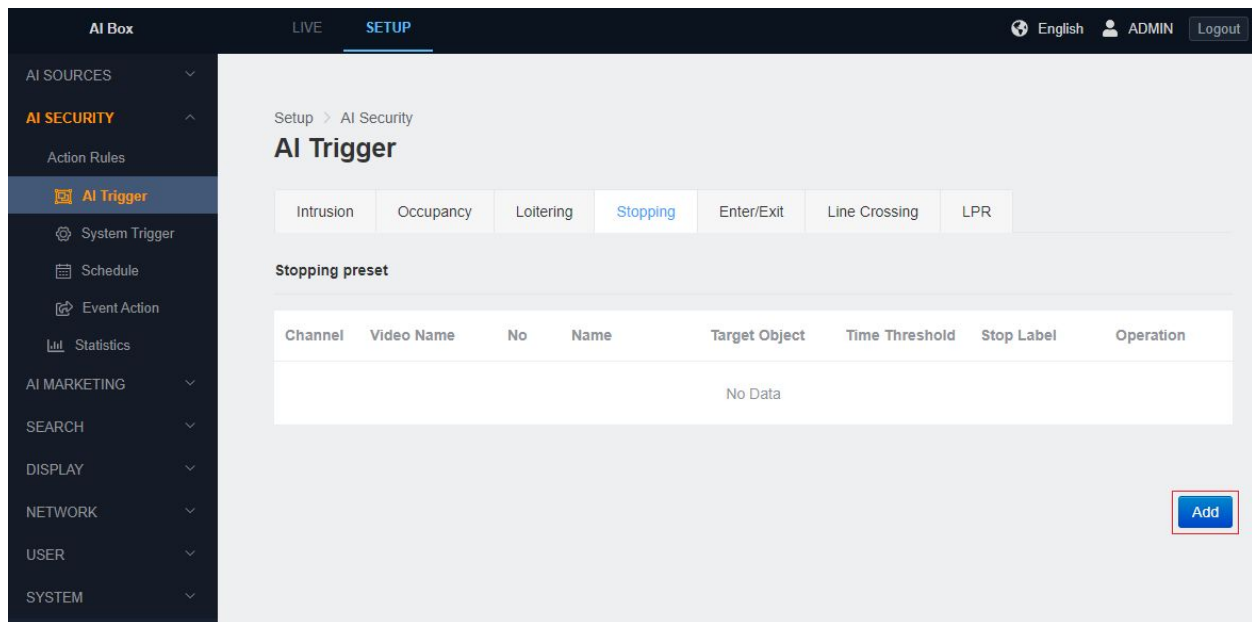 AI Box LIVE SETUP English ADMIN Logout
AI SOURCES
AI SECURITY
Action Rules
AI Trigger
System Trigger
Schedule
Event Action
Statistics
AI MARKETING
SEARCH
DISPLAY
NETWORK
USER
SYSTEM
Setup > AI Security
AI Trigger
Intrusion Occupancy Loitering Stopping Enter/Exit Line Crossing LPR
Stopping preset
Channel Video Name No Name Target Object Time Threshold Stop Label Operation
No Data
Add